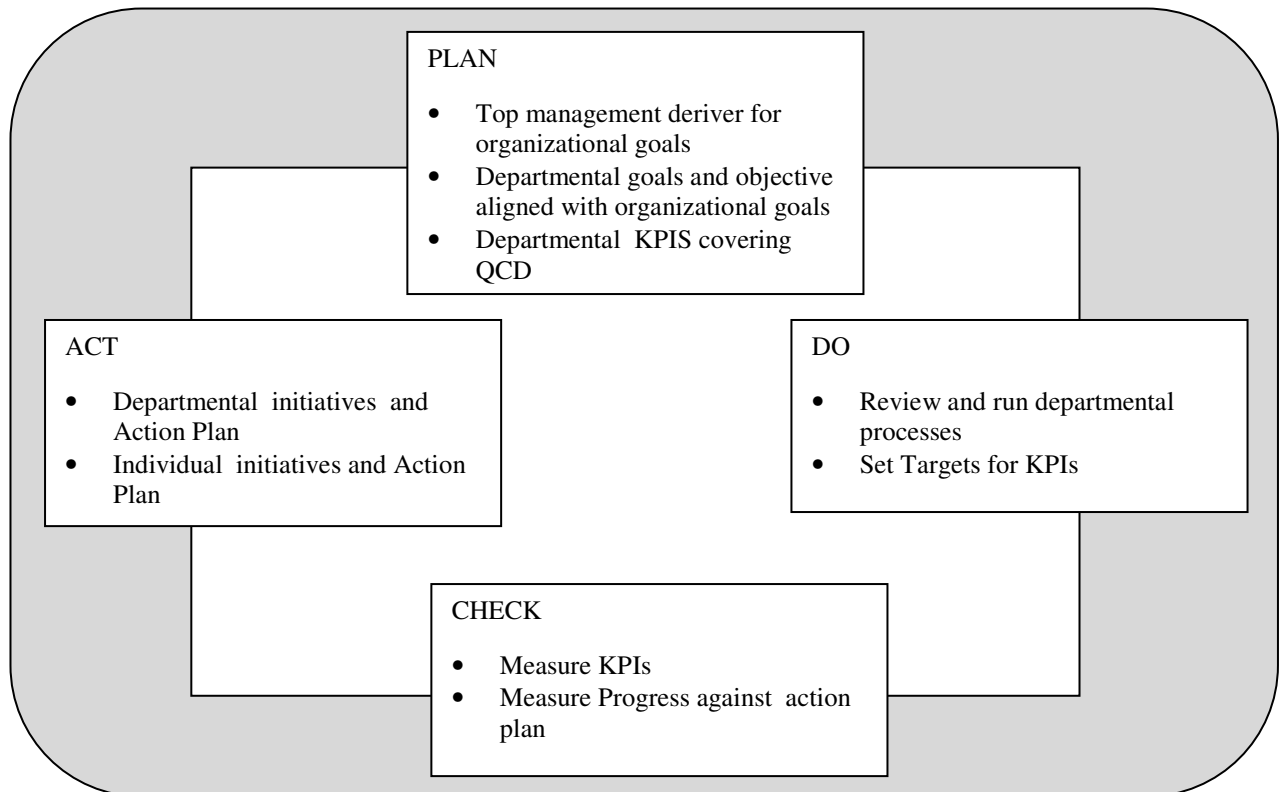 PLAN
• Top management deriver for
organizational goals
• Departmental goals and objective
aligned with organizational goals
• Departmental KPIS covering
QCD
ACT
• Departmental initiatives and
Action Plan
• Individual initiatives and Action
Plan
DO
• Review and run departmental
processes
• Set Targets for KPIs
CHECK
• Measure KPIs
• Measure Progress against action
plan